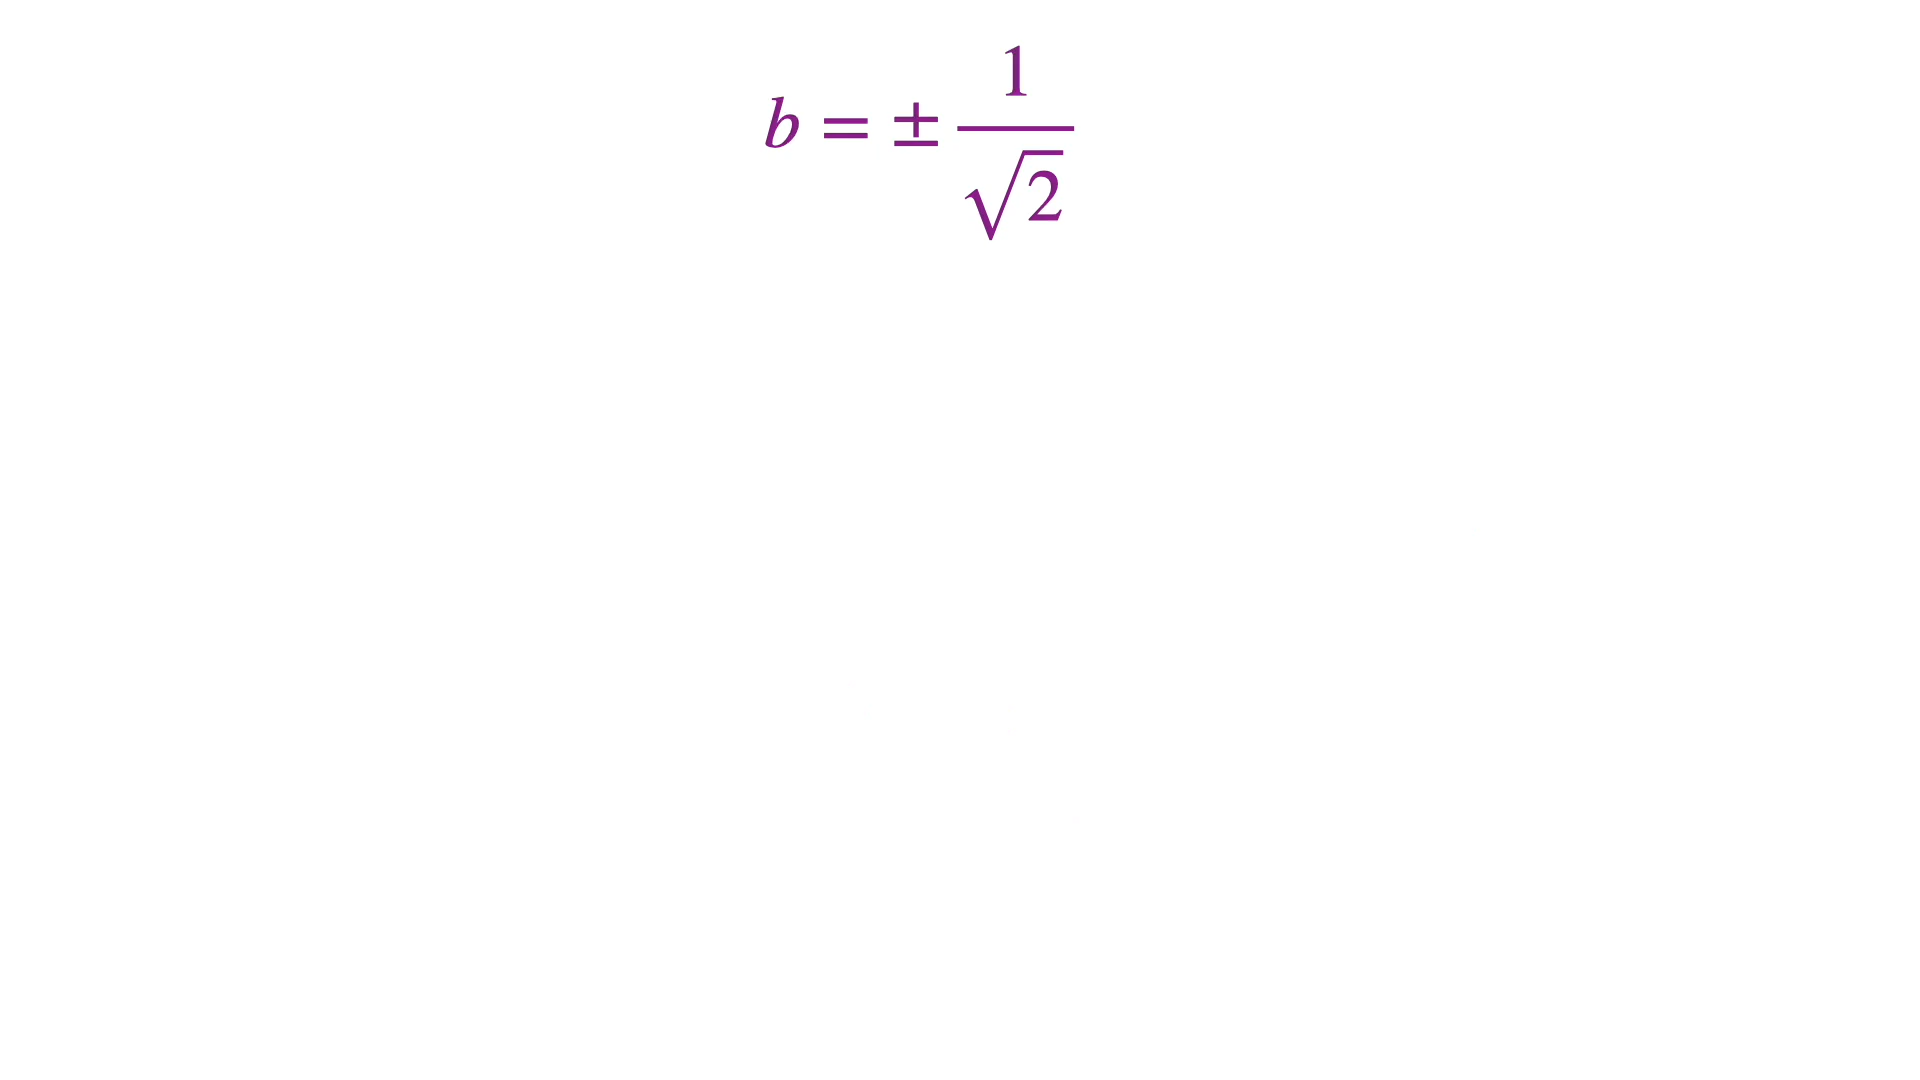 b = ± 1/√2